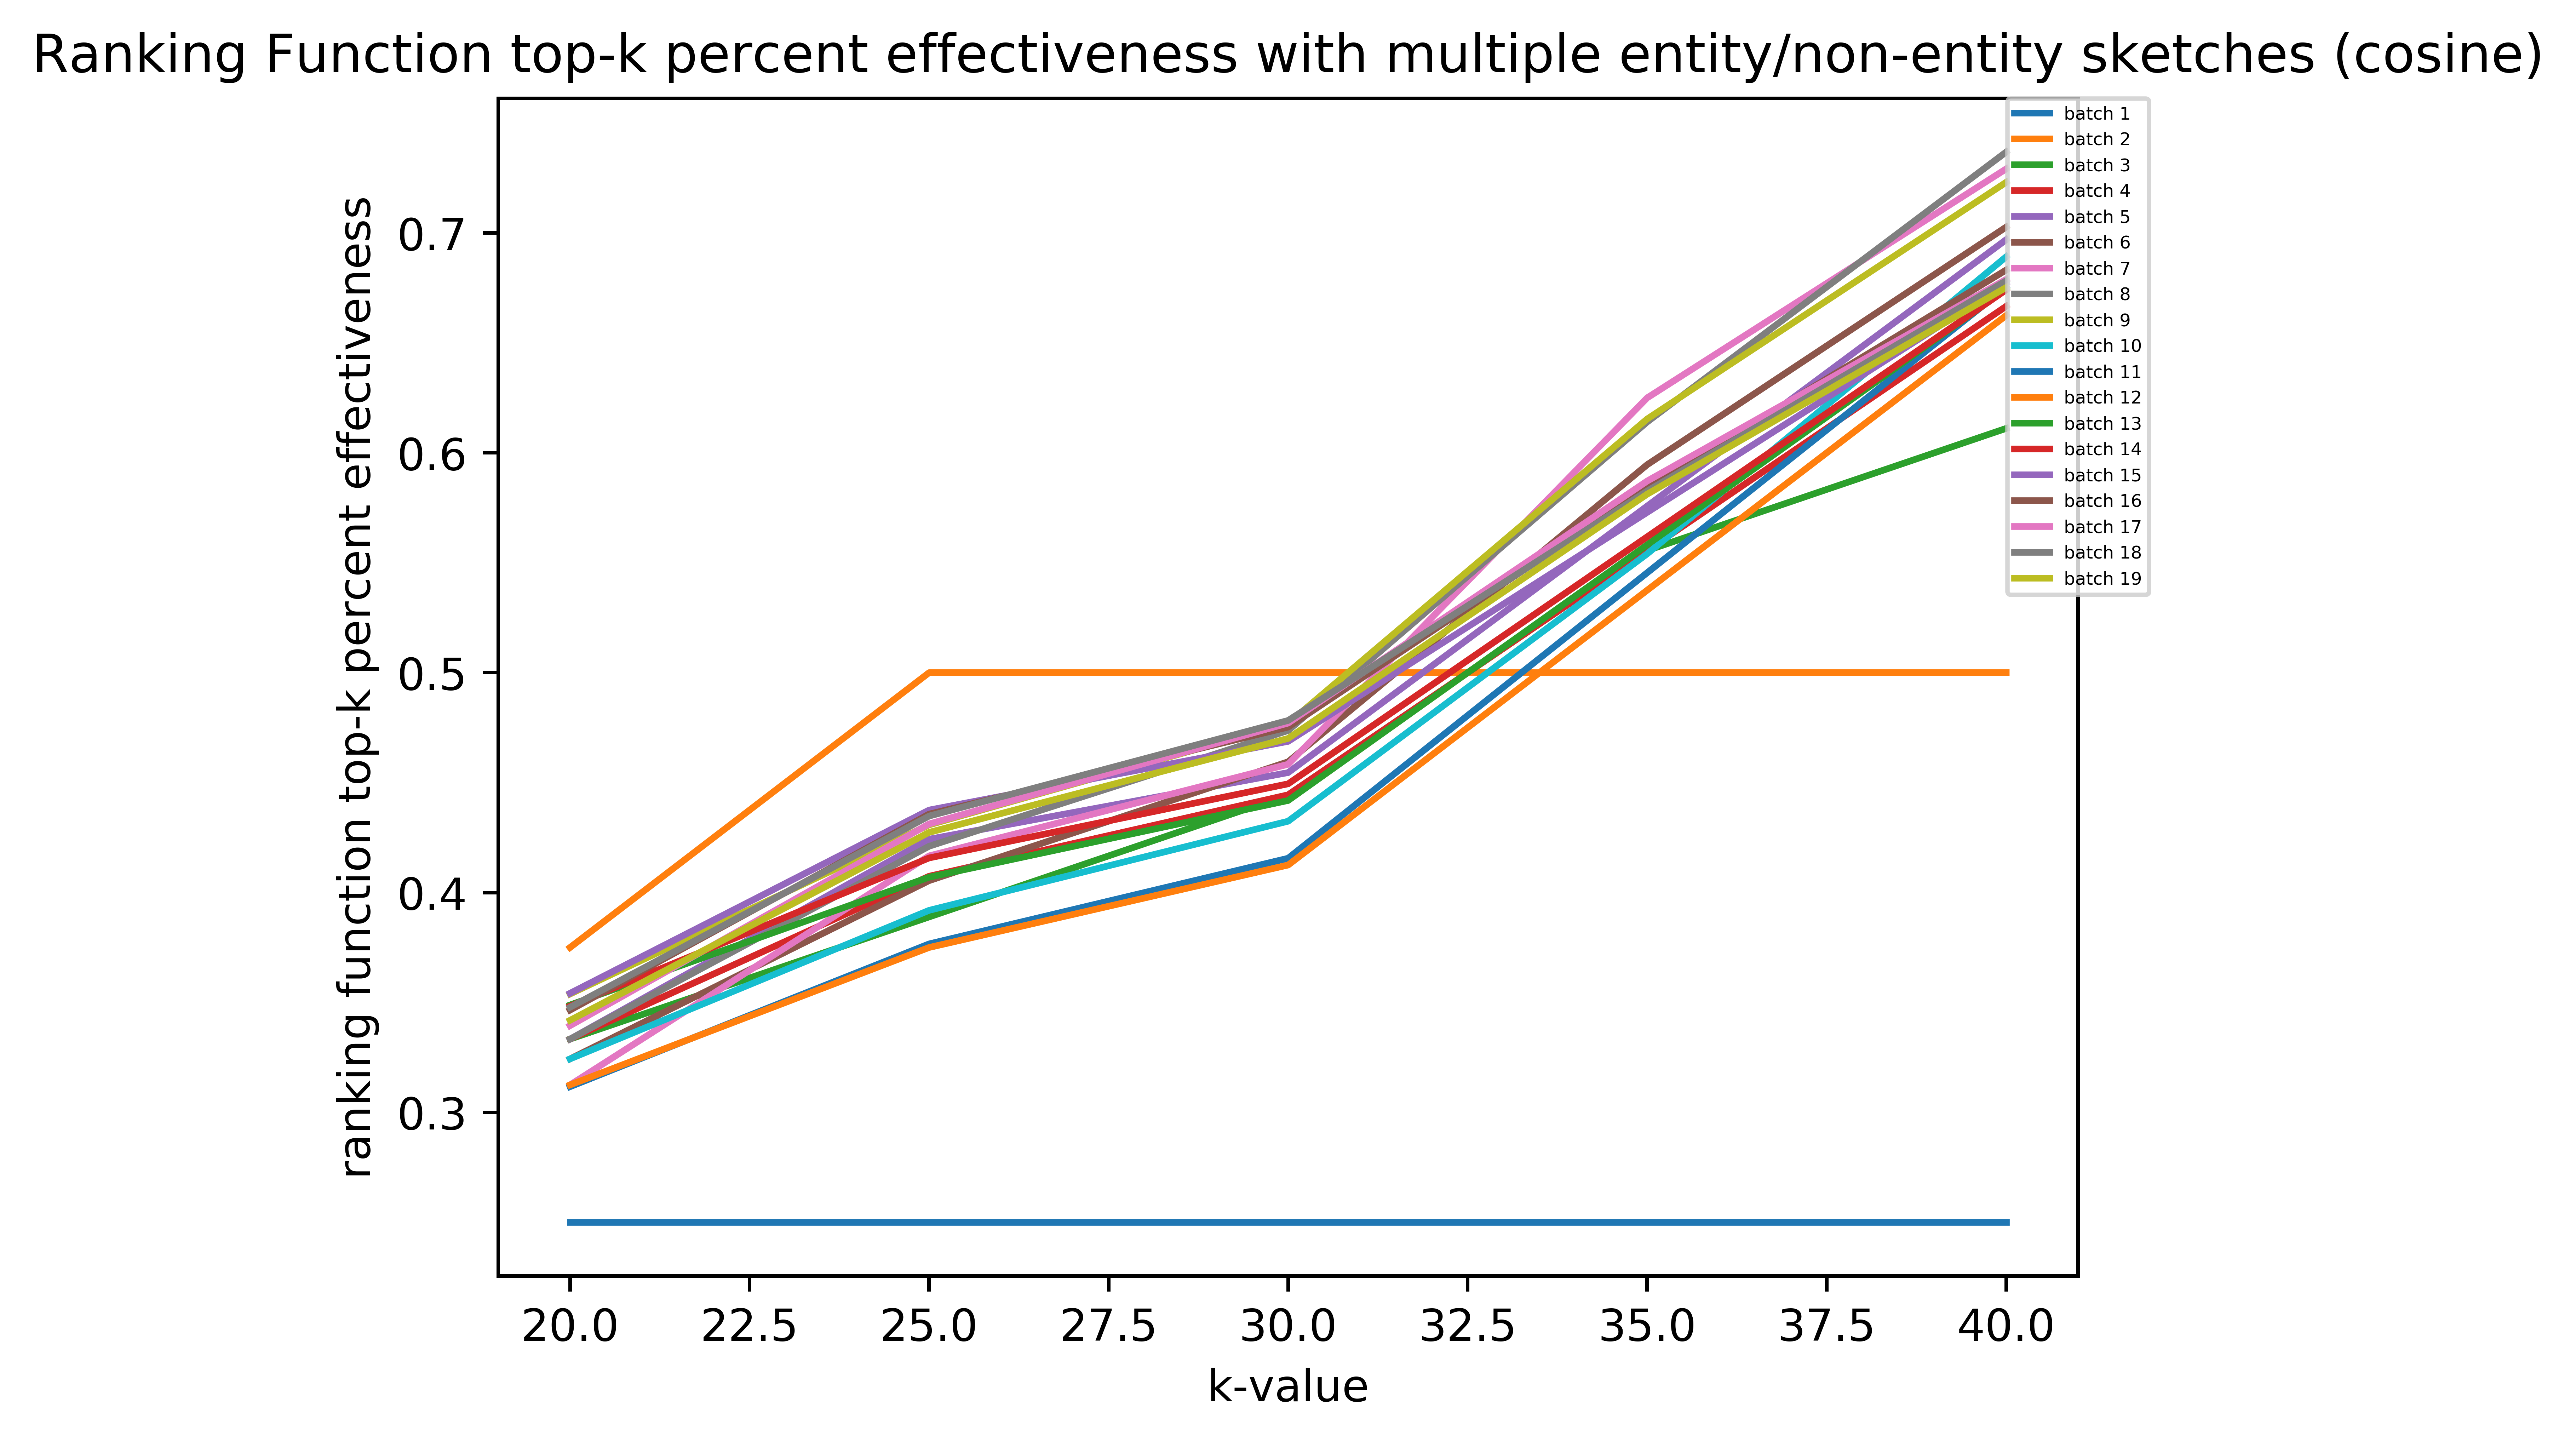 Ranking Function top-k percent effectiveness with multiple entity/non-entity sketches (cosine)
ranking function top-k percent effectiveness
0.7
0.6
0.5
0.4
0.3
20.0 22.5 25.0 27.5 30.0 32.5 35.0 37.5 40.0
k-value
batch 1
batch 2
batch 3
batch 4
batch 5
batch 6
batch 7
batch 8
batch 9
batch 10
batch 11
batch 12
batch 13
batch 14
batch 15
batch 16
batch 17
batch 18
batch 19